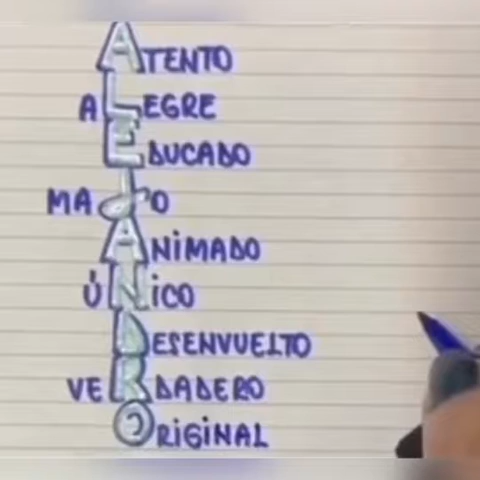 ATENTO
ALEGRE
EDUCADO
MAJO
ANIMADO
ÚNICO
DESENVUELTO
VERDADERO
ORIGINAL